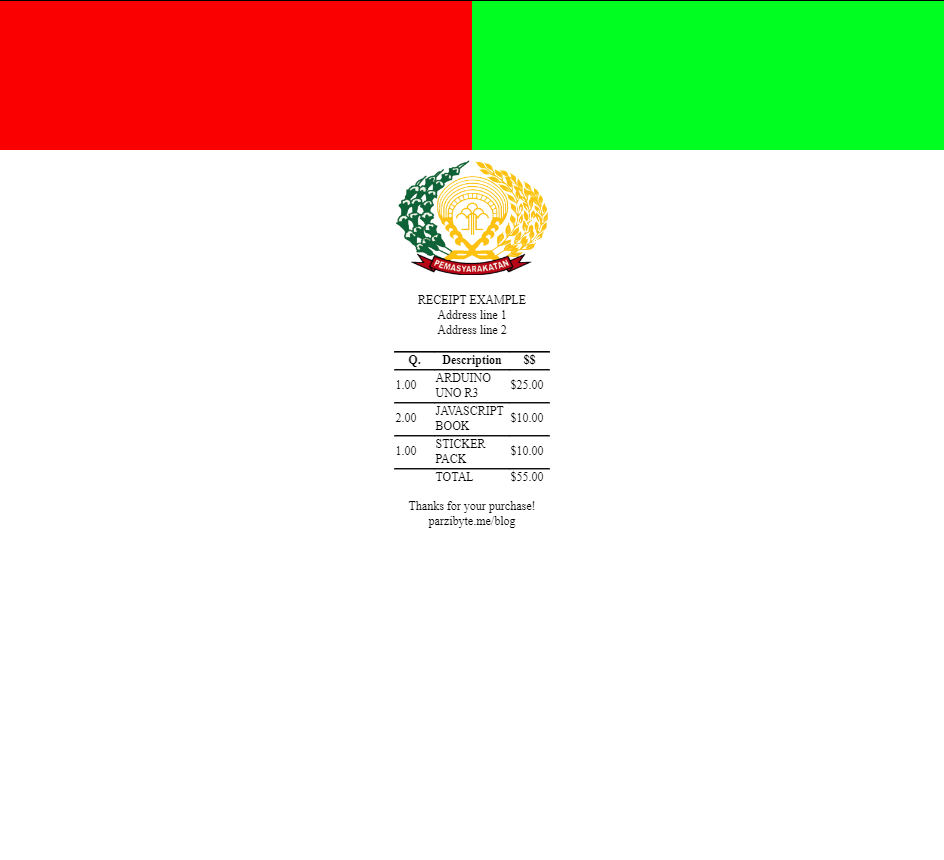 PEMASYARAKATAN
RECEIPT EXAMPLE
Address line 1
Address line 2
Q. Description $$
1.00 ARDUINO UNO R3 $25.00
2.00 JAVASCRIPT BOOK $10.00
1.00 STICKER PACK $10.00
TOTAL $55.00
Thanks for your purchase!
parzibyte.me/blog